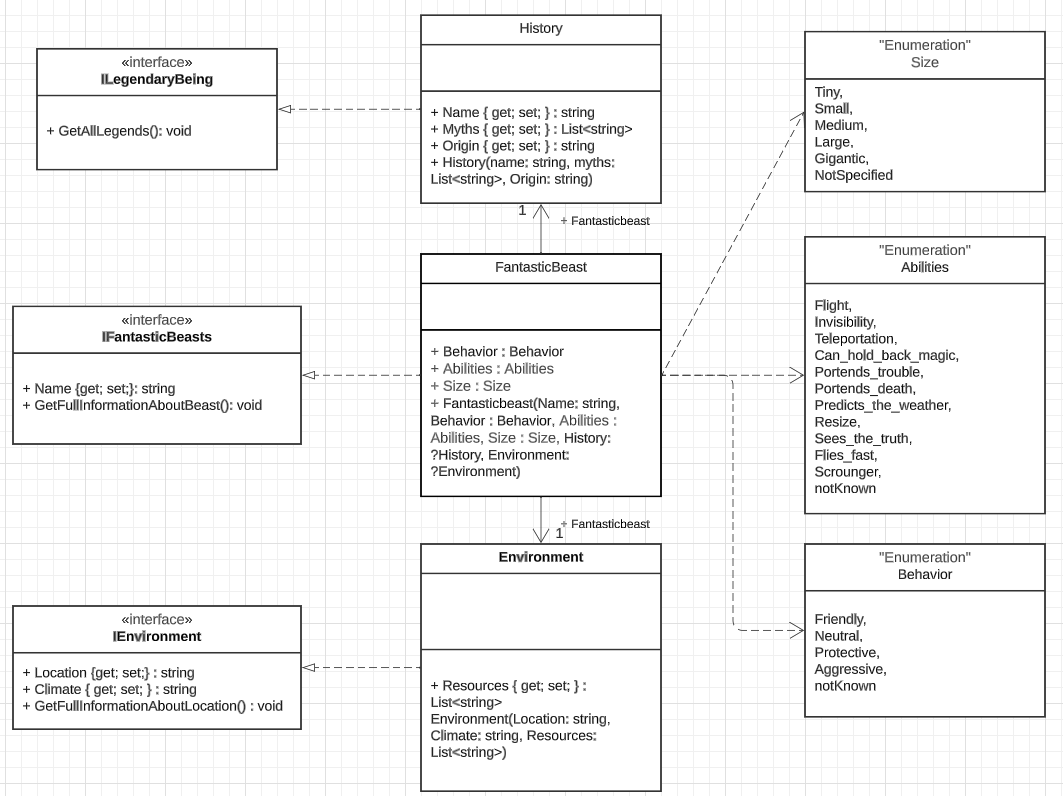 «interface»
ILegendaryBeing
+ GetAllLegends(): void
History
+ Name { get; set; } : string
+ Myths { get; set; } : List<string>
+ Origin { get; set; } : string
+ History(name: string, myths:
List<string>, Origin: string)
"Enumeration"
Size
Tiny,
Small,
Medium,
Large,
Gigantic,
NotSpecified
1
+ Fantasticbeast
«interface»
IFantasticBeasts
+ Name {get; set;}: string
+ GetFullInformationAboutBeast(): void
FantasticBeast
+ Behavior : Behavior
+ Abilities : Abilities
+ Size : Size
+ Fantasticbeast(Name: string,
Behavior : Behavior, Abilities :
Abilities, Size : Size, History:
?History, Environment:
?Environment)
"Enumeration"
Abilities
Flight,
Invisibility,
Teleportation,
Can_hold_back_magic,
Portends_trouble,
Portends_death,
Predicts_the_weather,
Resize,
Sees_the_truth,
Flies_fast,
Scrounger,
notKnown
+ Fantasticbeast
1
«interface»
IEnvironment
+ Location {get; set;} : string
+ Climate { get; set; } : string
+ GetFullInformationAboutLocation() : void
Environment
+ Resources { get; set; } :
List<string>
Environment(Location: string,
Climate: string, Resources:
List<string>)
"Enumeration"
Behavior
Friendly,
Neutral,
Protective,
Aggressive,
notKnown